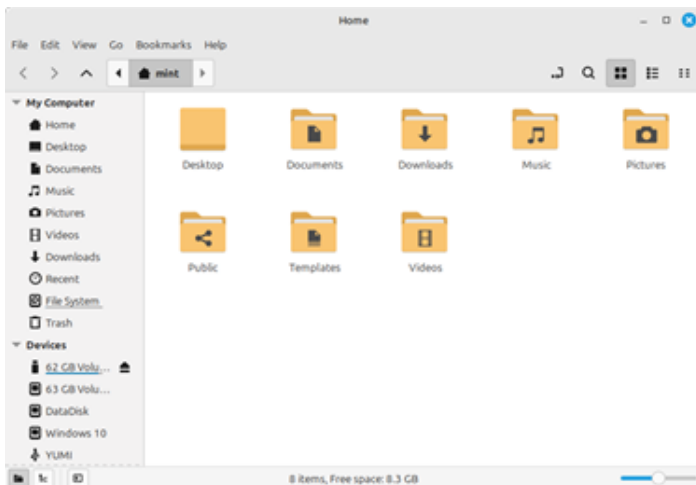 Home
File Edit View Go Bookmarks Help
mint
My Computer
Home
Desktop
Documents
Music
Pictures
Videos
Downloads
Recent
File System
Trash
Devices
62 GB Volu...
63 GB Volu...
DataDisk
Windows 10
YUMI
Desktop Documents Downloads Music Pictures
Public Templates Videos
8 items, Free space: 8.3 GB